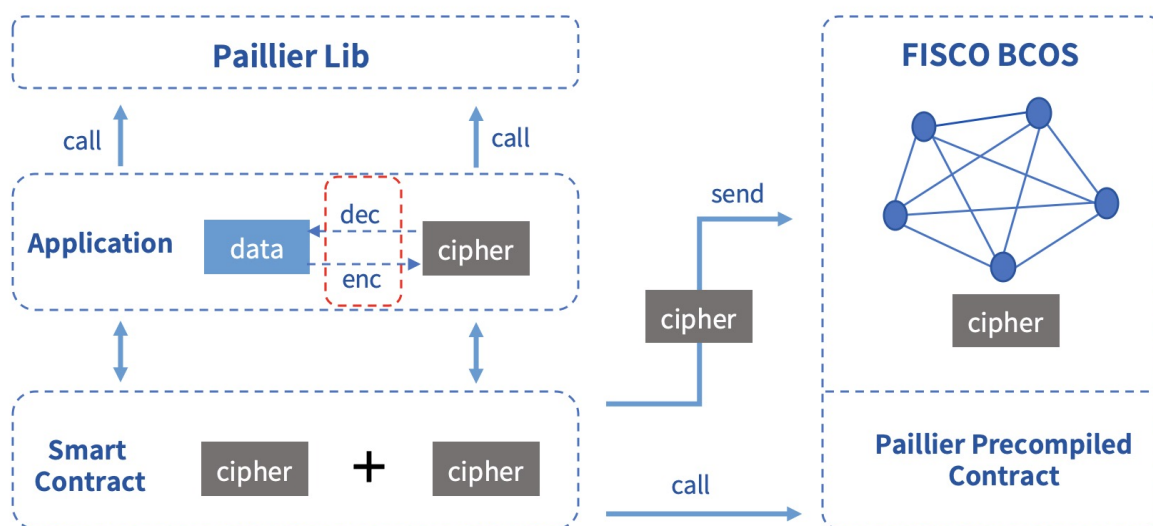 Paillier Lib
call
call
Application
data
dec
enc
cipher
Smart
Contract
cipher
+
cipher
send
cipher
call
FISCO BCOS
cipher
Paillier Precompiled
Contract